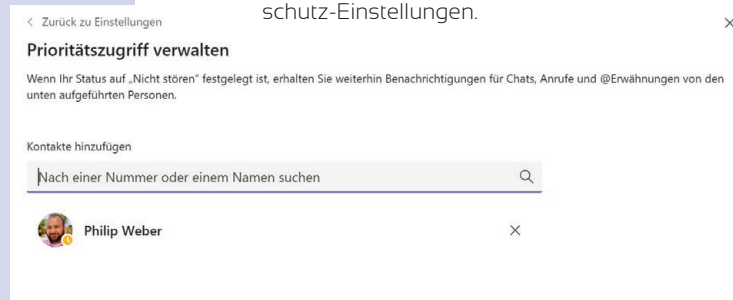 schutz-Einstellungen.
Zurück zu Einstellungen
Prioritätszugriff verwalten
Wenn Ihr Status auf „Nicht stören" festgelegt ist, erhalten Sie weiterhin Benachrichtigungen für Chats, Anrufe und @Erwähnungen von den
unten aufgeführten Personen.
Kontakte hinzufügen
Nach einer Nummer oder einem Namen suchen
Philip Weber